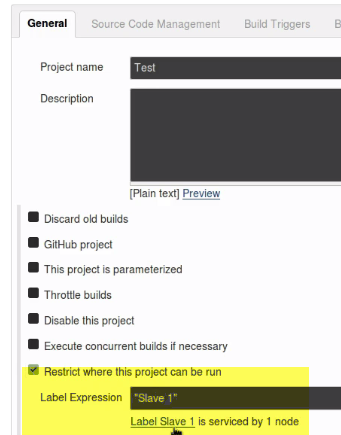 General Source Code Management Build Triggers B
Project name Test
Description
[Plain text] Preview
Discard old builds
GitHub project
This project is parameterized
Throttle builds
Disable this project
Execute concurrent builds if necessary
Restrict where this project can be run
Label Expression "Slave 1"
Label Slave 1 is serviced by 1 node